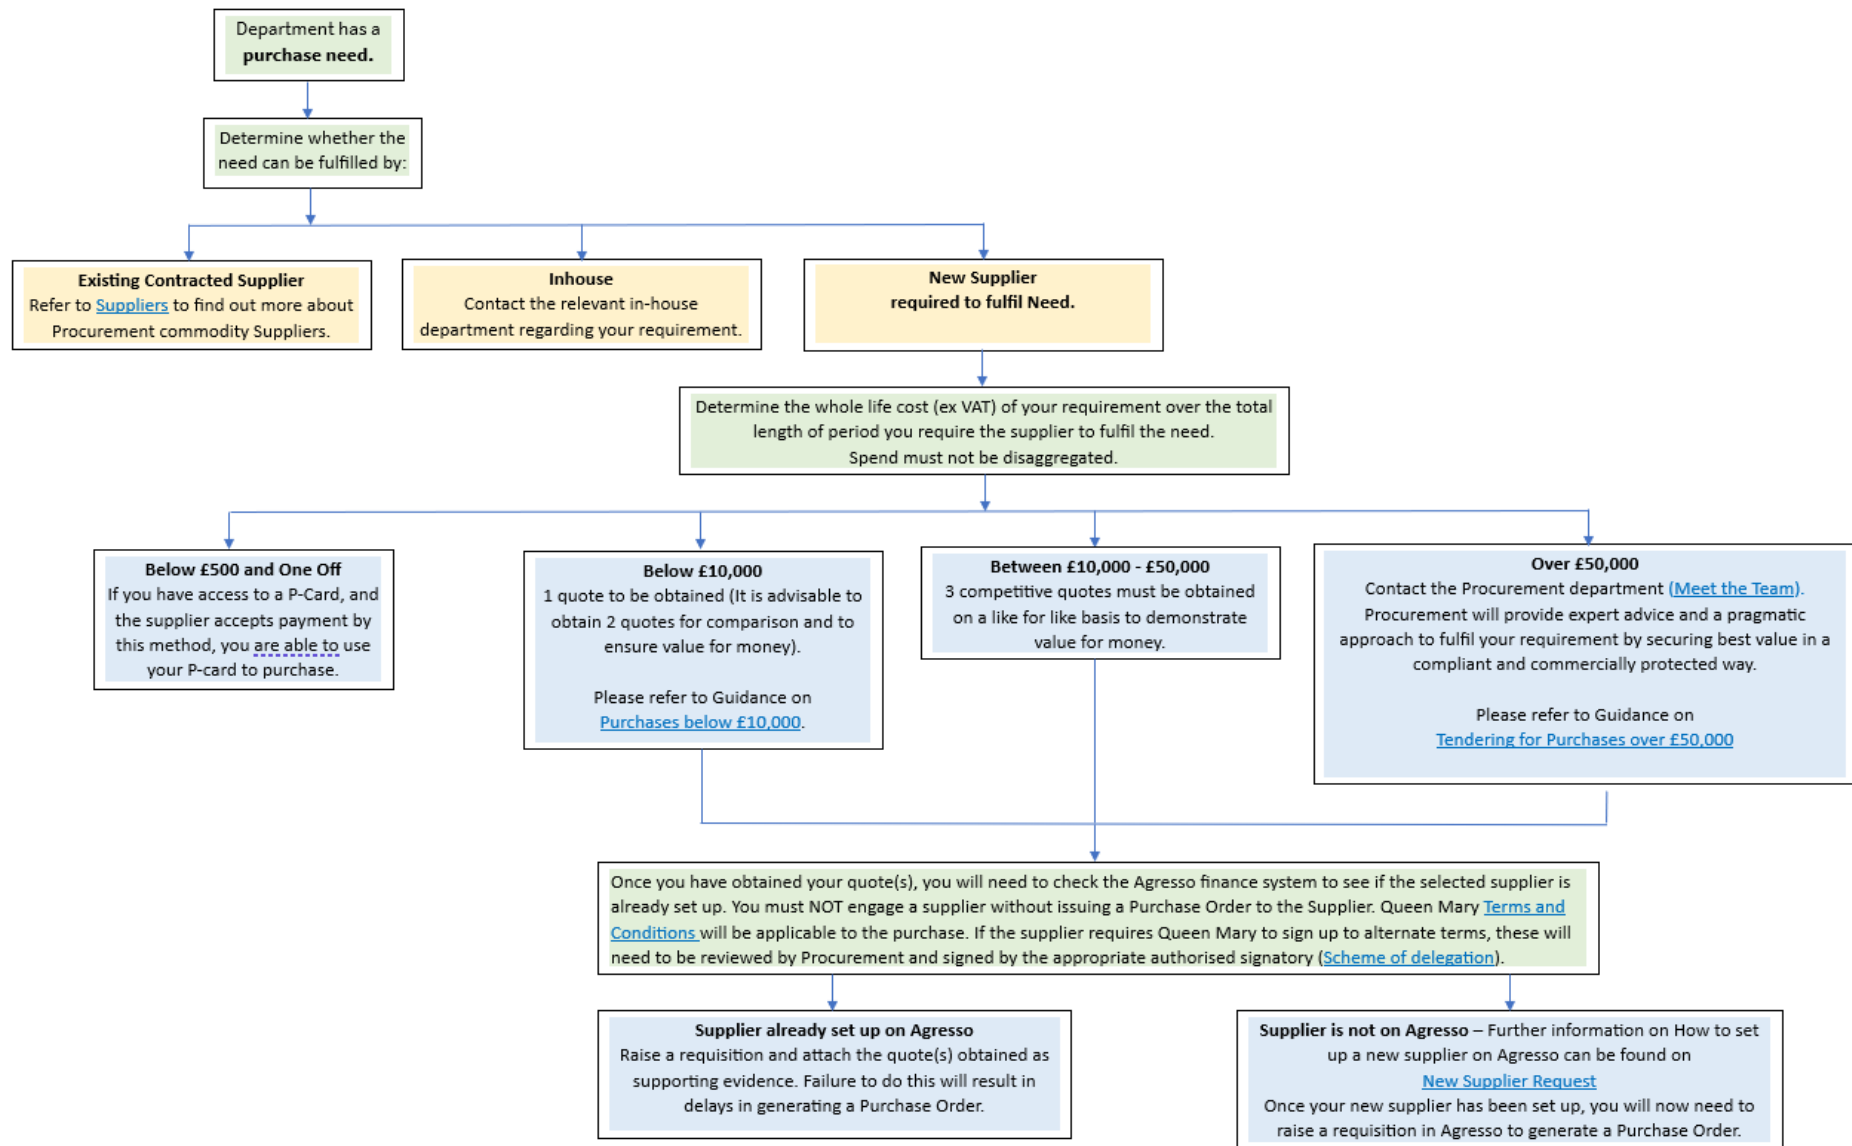 Department has a
purchase need.
Determine whether the
need can be fulfilled by:
Existing Contracted Supplier
Refer to Suppliers to find out more about
Procurement commodity Suppliers.
Inhouse
Contact the relevant in-house
department regarding your requirement.
New Supplier
required to fulfil Need.
Determine the whole life cost (ex VAT) of your requirement over the total
length of period you require the supplier to fulfil the need.
Spend must not be disaggregated.
Below £500 and One Off
If you have access to a P-Card, and
the supplier accepts payment by
this method, you are able to use
your P-card to purchase.
Below £10,000
1 quote to be obtained (It is advisable to
obtain 2 quotes for comparison and to
ensure value for money).
Please refer to Guidance on
Purchases below £10,000.
Between £10,000 - £50,000
3 competitive quotes must be obtained
on a like for like basis to demonstrate
value for money.
Over £50,000
Contact the Procurement department (Meet the Team).
Procurement will provide expert advice and a pragmatic
approach to fulfil your requirement by securing best value in a
compliant and commercially protected way.
Please refer to Guidance on
Tendering for Purchases over £50,000
Once you have obtained your quote(s), you will need to check the Agresso finance system to see if the selected supplier is
already set up. You must NOT engage a supplier without issuing a Purchase Order to the Supplier. Queen Mary Terms and
Conditions will be applicable to the purchase. If the supplier requires Queen Mary to sign up to alternate terms, these will
need to be reviewed by Procurement and signed by the appropriate authorised signatory (Scheme of delegation).
Supplier already set up on Agresso
Raise a requisition and attach the quote(s) obtained as
supporting evidence. Failure to do this will result in
delays in generating a Purchase Order.
Supplier is not on Agresso – Further information on How to set
up a new supplier on Agresso can be found on
New Supplier Request
Once your new supplier has been set up, you will now need to
raise a requisition in Agresso to generate a Purchase Order.